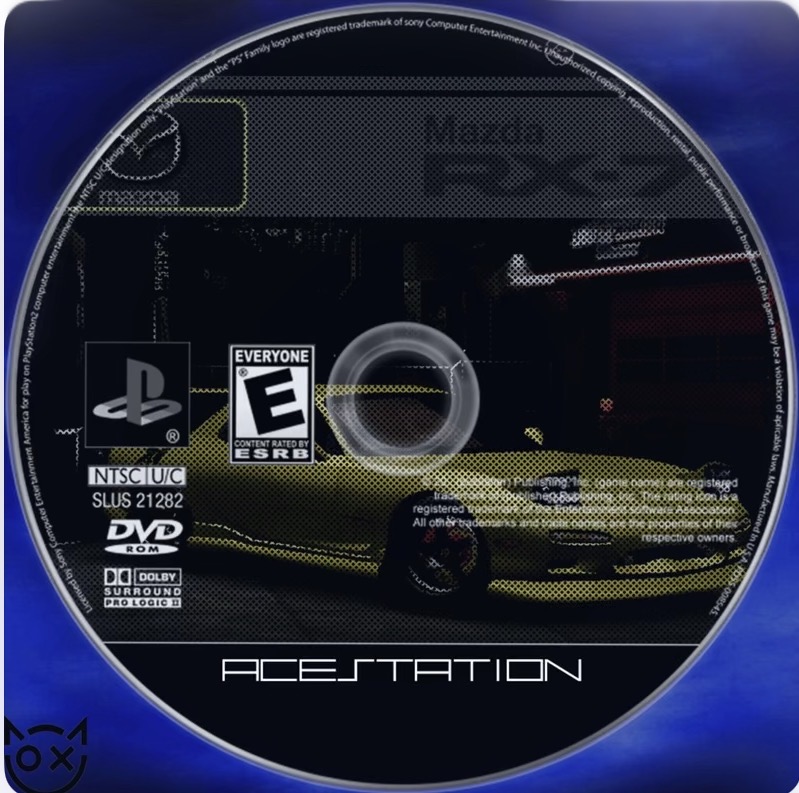 Licensed by Sony Computer Entertainment America for play on PlayStation2 computer entertainment the NTSC U/C designation only. "PlayStation" and the "PS" Family logo are registered trademark of sony Computer Entertainment Inc. Unauthorized copying, reproduction, rental, public performance or broadcast of this game may be a violation of aplicable laws. Manufactured in U.S.A.
Mazda
RX-7
mazda
EVERYONE
E
®
CONTENT RATED BY
ESRB
®
NTSC U/C
SLUS 21282
DVD
ROM
DOLBY
SURROUND
PRO LOGIC II
Publishing, Inc. (game name) are registered
trademark of (publisher) Publishing, Inc. The rating icon is a
registered trademark of the Entertainment software Association.
All other trademarks and trade names are the properties of their
respective owners.
ACESTATION
OX